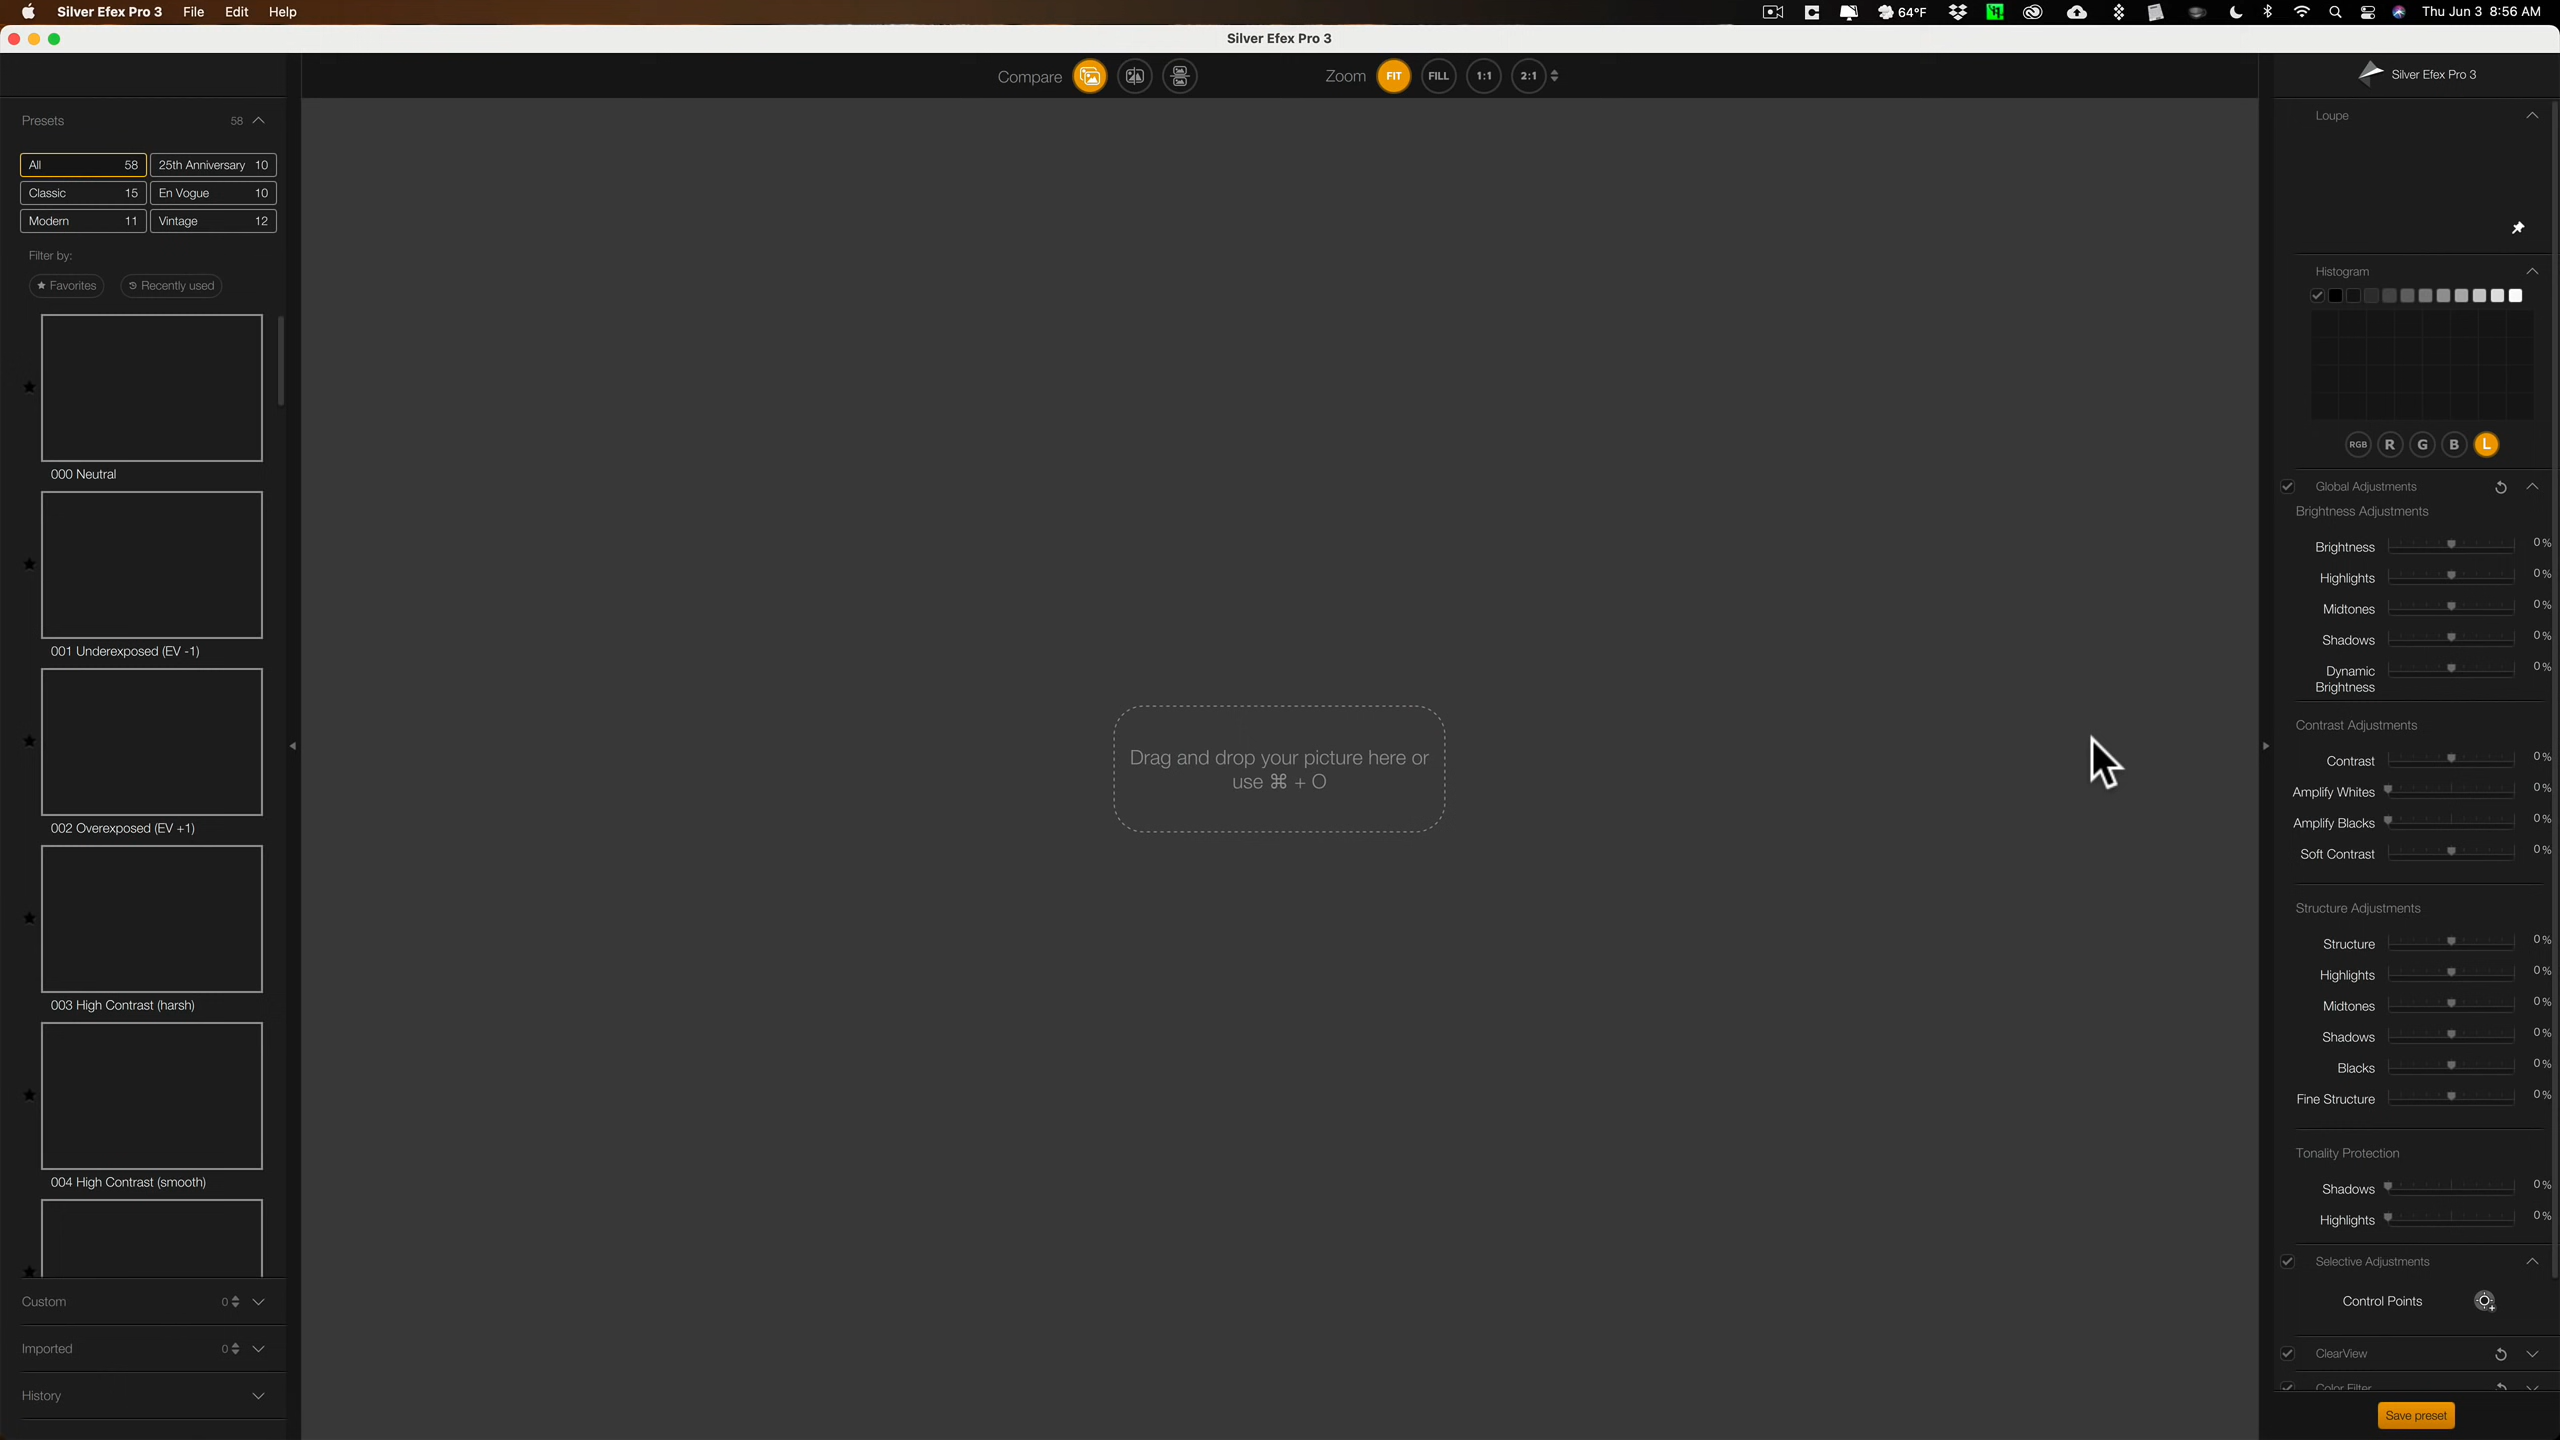 Silver Efex Pro 3 File Edit Help
64°F Thu Jun 3 8:56 AM
Silver Efex Pro 3
Compare Zoom FIT FILL 1:1 2:1
Silver Efex Pro 3
Presets 58
All 58 25th Anniversary 10
Classic 15 En Vogue 10
Modern 11 Vintage 12
Filter by:
Favorites Recently used
000 Neutral
001 Underexposed (EV -1)
002 Overexposed (EV +1)
003 High Contrast (harsh)
004 High Contrast (smooth)
Custom 0
Imported 0
History
Drag and drop your picture here or
use ⌘ + O
Loupe
Histogram
RGB R G B L
Global Adjustments
Brightness Adjustments
Brightness 0 %
Highlights 0 %
Midtones 0 %
Shadows 0 %
Dynamic 0 %
Brightness
Contrast Adjustments
Contrast 0 %
Amplify Whites 0 %
Amplify Blacks 0 %
Soft Contrast 0 %
Structure Adjustments
Structure 0 %
Highlights 0 %
Midtones 0 %
Shadows 0 %
Blacks 0 %
Fine Structure 0 %
Tonality Protection
Shadows 0 %
Highlights 0 %
Selective Adjustments
Control Points
ClearView
Color Filter
Save preset